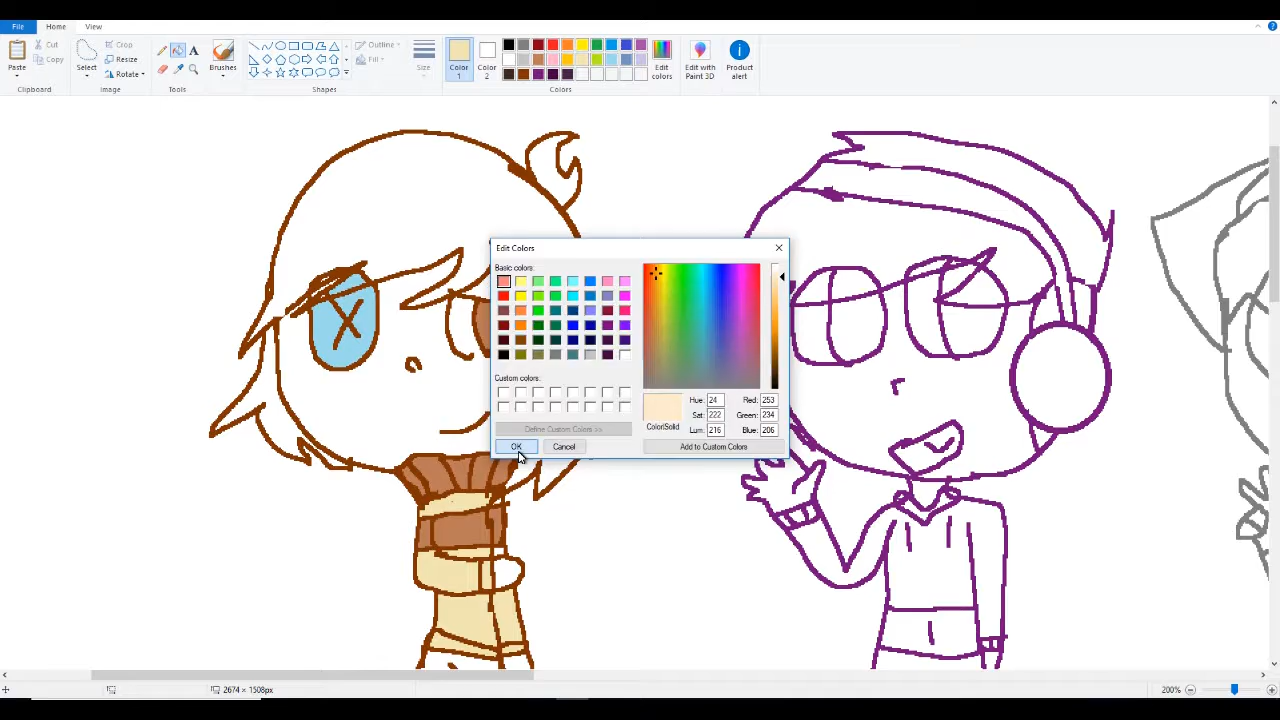 File Home View
Paste
Cut
Copy
Clipboard
Select
Crop
Resize
Rotate
Image
A
Tools
Brushes
Outline
Fill
Shapes
Size
Color
1
Color
2
Edit
colors
Colors
Edit with
Paint 3D
Product
alert
Edit Colors
Basic colors:
Custom colors:
Define Custom Colors >>
OK Cancel
Color|Solid
Hue: 24 Red: 253
Sat: 222 Green: 234
Lum: 216 Blue: 206
Add to Custom Colors
X
2674 × 1508px
200%